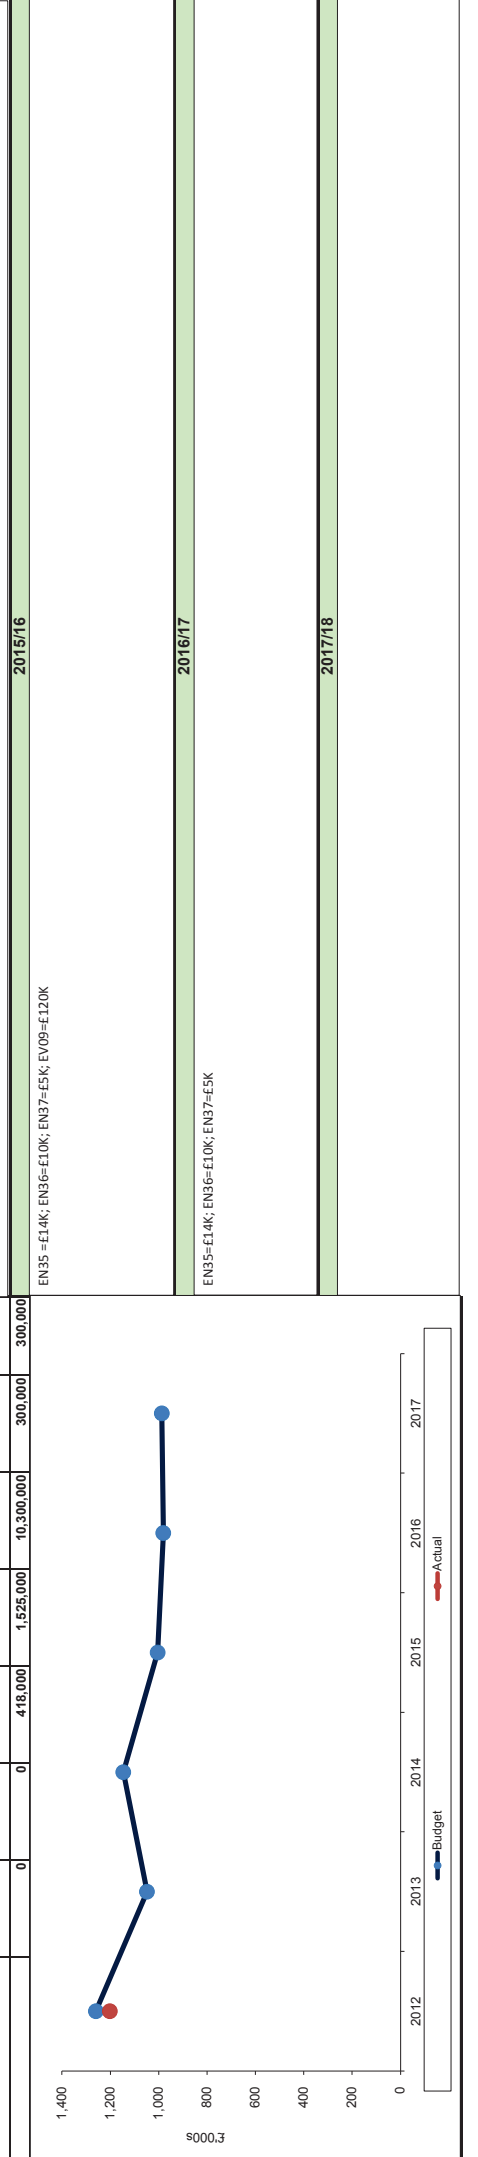 0 0 418,000 1,525,000 10,300,000 300,000 300,000
£'000s
1,400
1,200
1,000
800
600
400
200
0
2012 2013 2014 2015 2016 2017
Budget Actual
2015/16
EN35 =£14K; EN36=£10K; EN37=£5K; EV09=£120K
2016/17
EN35=£14K; EN36=£10K; EN37=£5K
2017/18